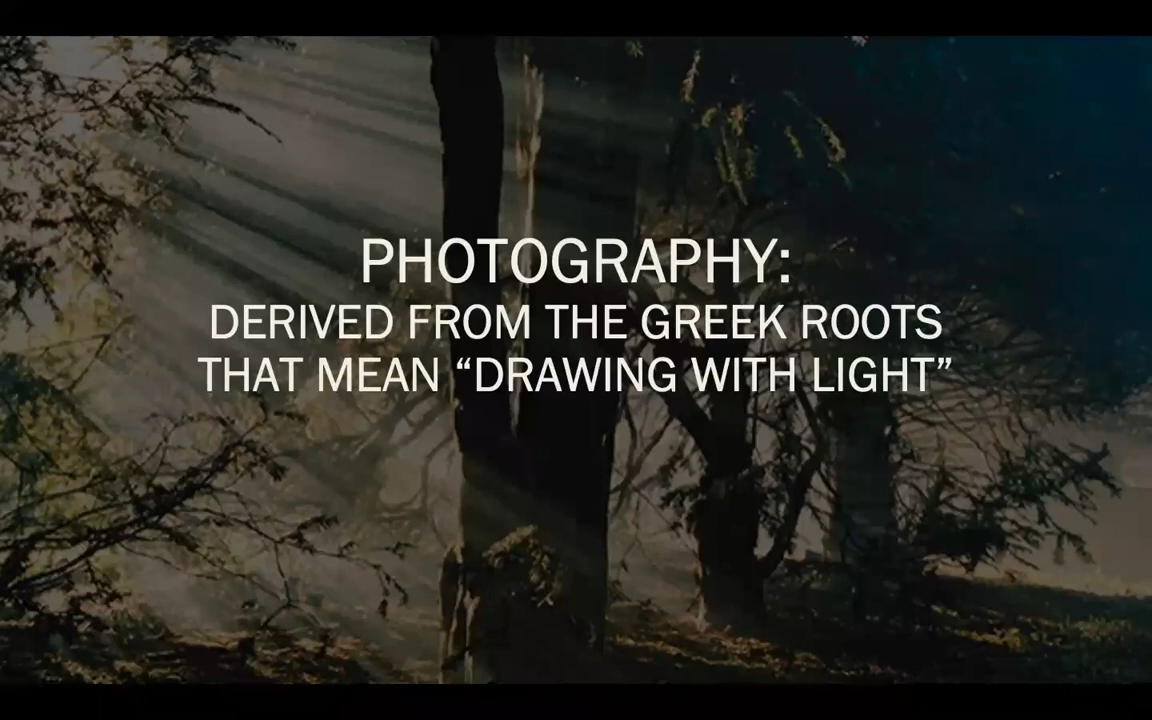 PHOTOGRAPHY:
DERIVED FROM THE GREEK ROOTS
THAT MEAN “DRAWING WITH LIGHT”